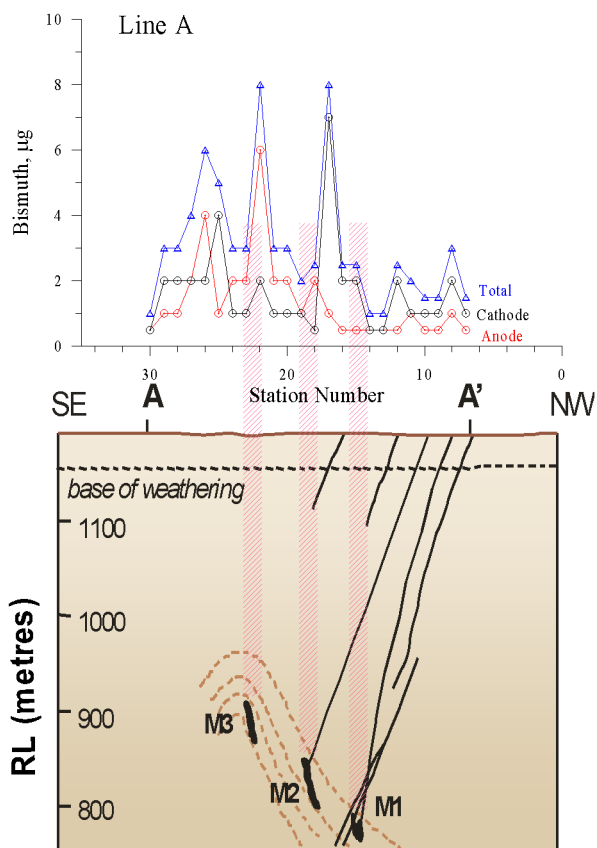 Line A
10
8
6
4
2
0
Bismuth, µg
Total
Cathode
Anode
30
20
10
0
Station Number
SE
A
A'
NW
base of weathering
1100
1000
900
800
RL (metres)
M3
M2
M1